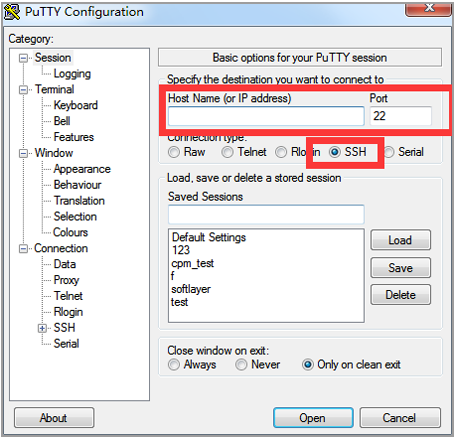 PuTTY Configuration
Category:
Session
Logging
Terminal
Keyboard
Bell
Features
Window
Appearance
Behaviour
Translation
Selection
Colours
Connection
Data
Proxy
Telnet
Rlogin
SSH
Serial
Basic options for your PuTTY session
Specify the destination you want to connect to
Host Name (or IP address) Port
22
Connection type:
Raw Telnet Rlogin SSH Serial
Load, save or delete a stored session
Saved Sessions
Default Settings
123
cpm_test
f
softlayer
test
Load
Save
Delete
Close window on exit:
Always Never Only on clean exit
About Open Cancel